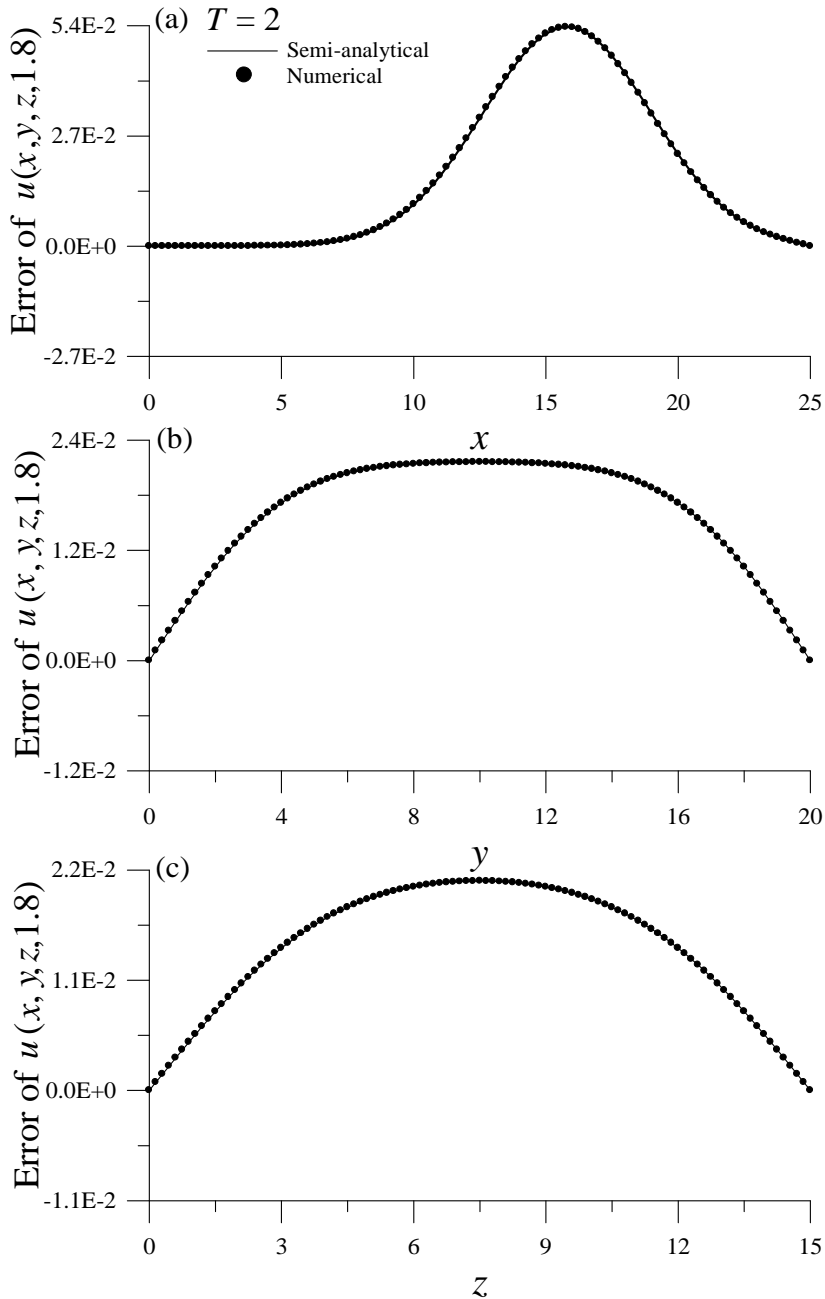 (a) T = 2
Semi-analytical
Numerical
Error of u(x,y,z,1.8)
5.4E-2
2.7E-2
0.0E+0
-2.7E-2
0 5 10 15 20 25
x
(b)
Error of u(x, y,z,1.8)
2.4E-2
1.2E-2
0.0E+0
-1.2E-2
0 4 8 12 16 20
y
(c)
Error of u(x, y,z,1.8)
2.2E-2
1.1E-2
0.0E+0
-1.1E-2
0 3 6 9 12 15
z